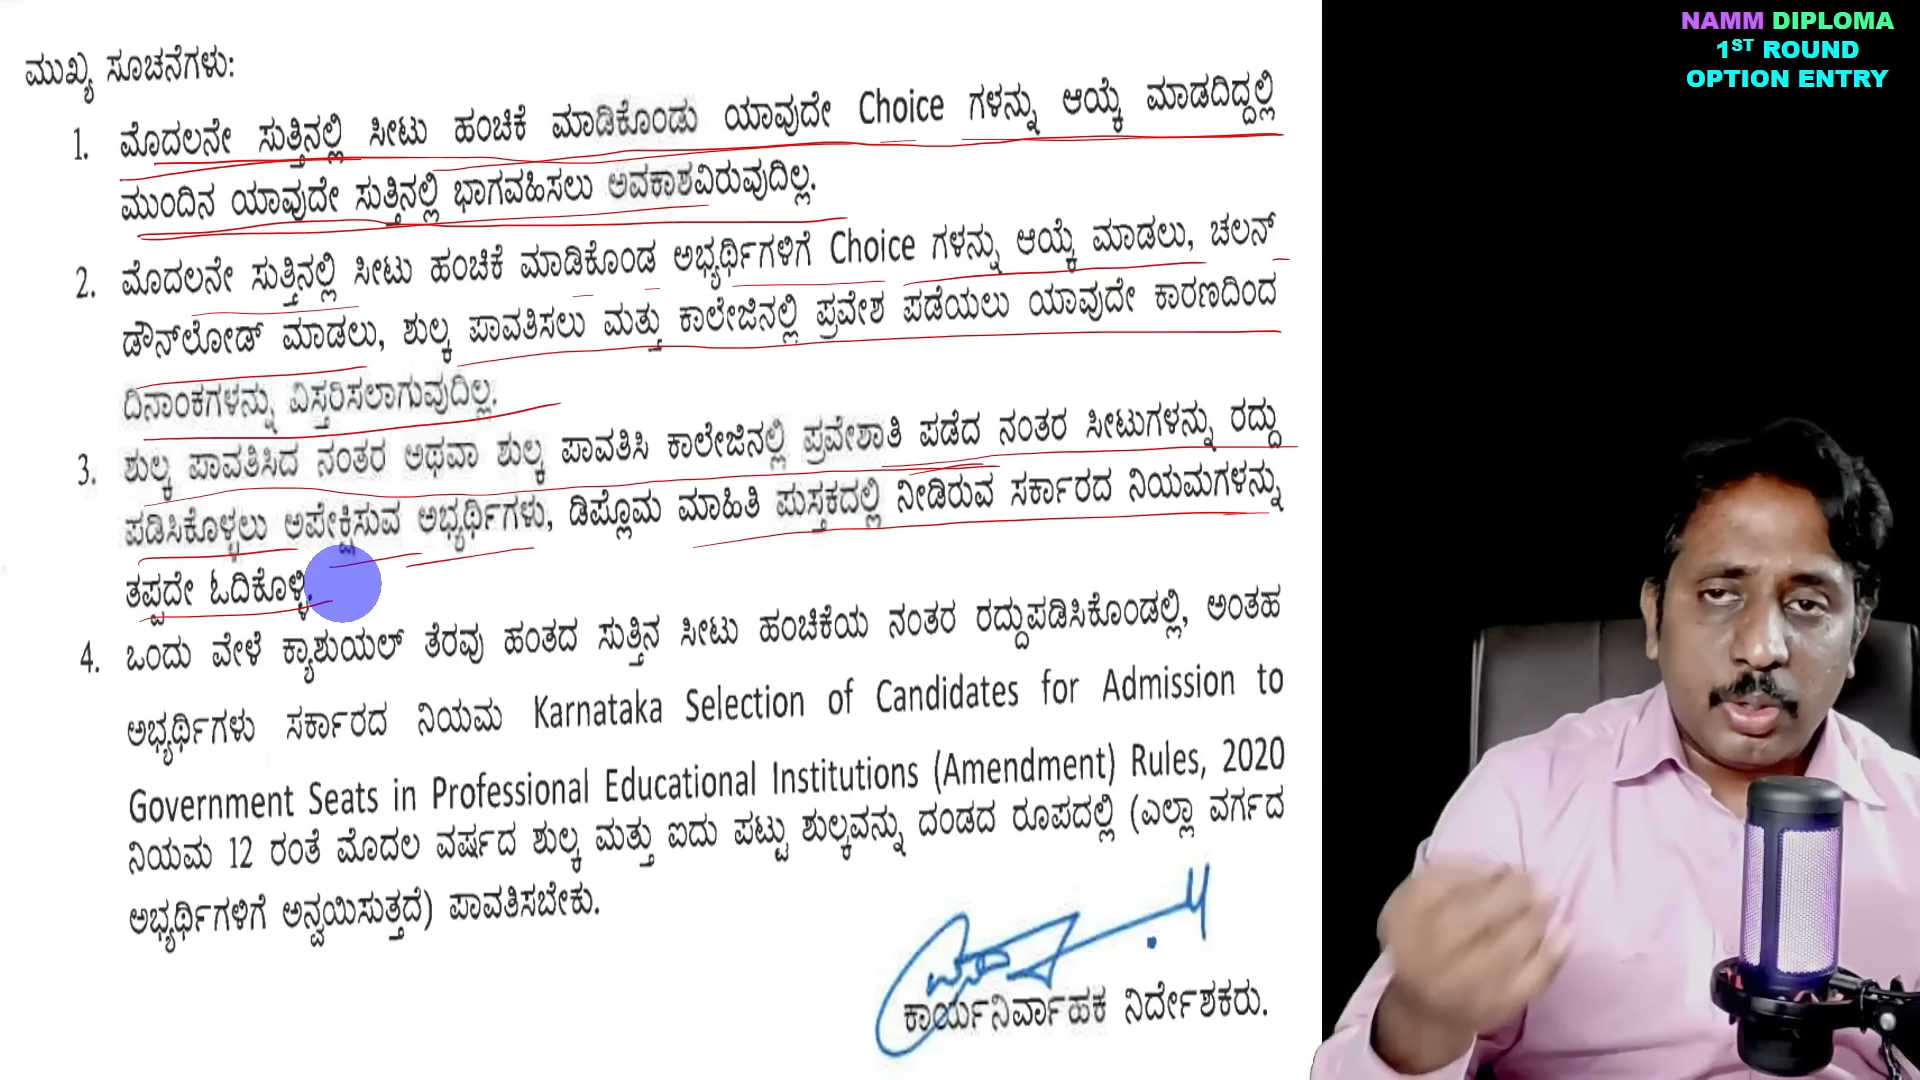 NAMM DIPLOMA
1ST ROUND
OPTION ENTRY
ಮುಖ್ಯ ಸೂಚನೆಗಳು:
1. ಮೊದಲನೇ ಸುತ್ತಿನಲ್ಲಿ ಸೀಟು ಹಂಚಿಕೆ ಮಾಡಿಕೊಂಡು ಯಾವುದೇ Choice ಗಳನ್ನು ಆಯ್ಕೆ ಮಾಡದಿದ್ದಲ್ಲಿ
ಮುಂದಿನ ಯಾವುದೇ ಸುತ್ತಿನಲ್ಲಿ ಭಾಗವಹಿಸಲು ಅವಕಾಶವಿರುವುದಿಲ್ಲ.
2. ಮೊದಲನೇ ಸುತ್ತಿನಲ್ಲಿ ಸೀಟು ಹಂಚಿಕೆ ಮಾಡಿಕೊಂಡ ಅಭ್ಯರ್ಥಿಗಳಿಗೆ Choice ಗಳನ್ನು ಆಯ್ಕೆ ಮಾಡಲು, ಚಲನ್
ಡೌನ್‌ಲೋಡ್ ಮಾಡಲು, ಶುಲ್ಕ ಪಾವತಿಸಲು ಮತ್ತು ಕಾಲೇಜಿನಲ್ಲಿ ಪ್ರವೇಶ ಪಡೆಯಲು ಯಾವುದೇ ಕಾರಣದಿಂದ
ದಿನಾಂಕಗಳನ್ನು ವಿಸ್ತರಿಸಲಾಗುವುದಿಲ್ಲ.
3. ಶುಲ್ಕ ಪಾವತಿಸಿದ ನಂತರ ಅಥವಾ ಶುಲ್ಕ ಪಾವತಿಸಿ ಕಾಲೇಜಿನಲ್ಲಿ ಪ್ರವೇಶಾತಿ ಪಡೆದ ನಂತರ ಸೀಟುಗಳನ್ನು ರದ್ದು
ಪಡಿಸಿಕೊಳ್ಳಲು ಅಪೇಕ್ಷಿಸುವ ಅಭ್ಯರ್ಥಿಗಳು, ಡಿಪ್ಲೊಮ ಮಾಹಿತಿ ಪುಸ್ತಕದಲ್ಲಿ ನೀಡಿರುವ ಸರ್ಕಾರದ ನಿಯಮಗಳನ್ನು
ತಪ್ಪದೇ ಓದಿಕೊಳ್ಳಿ.
4. ಒಂದು ವೇಳೆ ಕ್ಯಾಶುಯಲ್ ತೆರವು ಹಂತದ ಸುತ್ತಿನ ಸೀಟು ಹಂಚಿಕೆಯ ನಂತರ ರದ್ದುಪಡಿಸಿಕೊಂಡಲ್ಲಿ, ಅಂತಹ
ಅಭ್ಯರ್ಥಿಗಳು ಸರ್ಕಾರದ ನಿಯಮ Karnataka Selection of Candidates for Admission to
Government Seats in Professional Educational Institutions (Amendment) Rules, 2020
ನಿಯಮ 12 ರಂತೆ ಮೊದಲ ವರ್ಷದ ಶುಲ್ಕ ಮತ್ತು ಐದು ಪಟ್ಟು ಶುಲ್ಕವನ್ನು ದಂಡದ ರೂಪದಲ್ಲಿ (ಎಲ್ಲಾ ವರ್ಗದ
ಅಭ್ಯರ್ಥಿಗಳಿಗೆ ಅನ್ವಯಿಸುತ್ತದೆ) ಪಾವತಿಸಬೇಕು.
ಕಾರ್ಯನಿರ್ವಾಹಕ ನಿರ್ದೇಶಕರು.